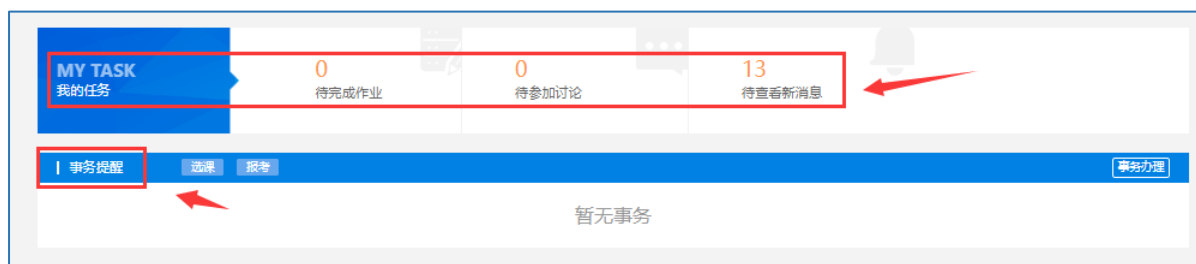 MY TASK
我的任务
0
待完成作业
0
待参加讨论
13
待查看新消息
事务提醒 选课 报考 事务办理
暂无事务